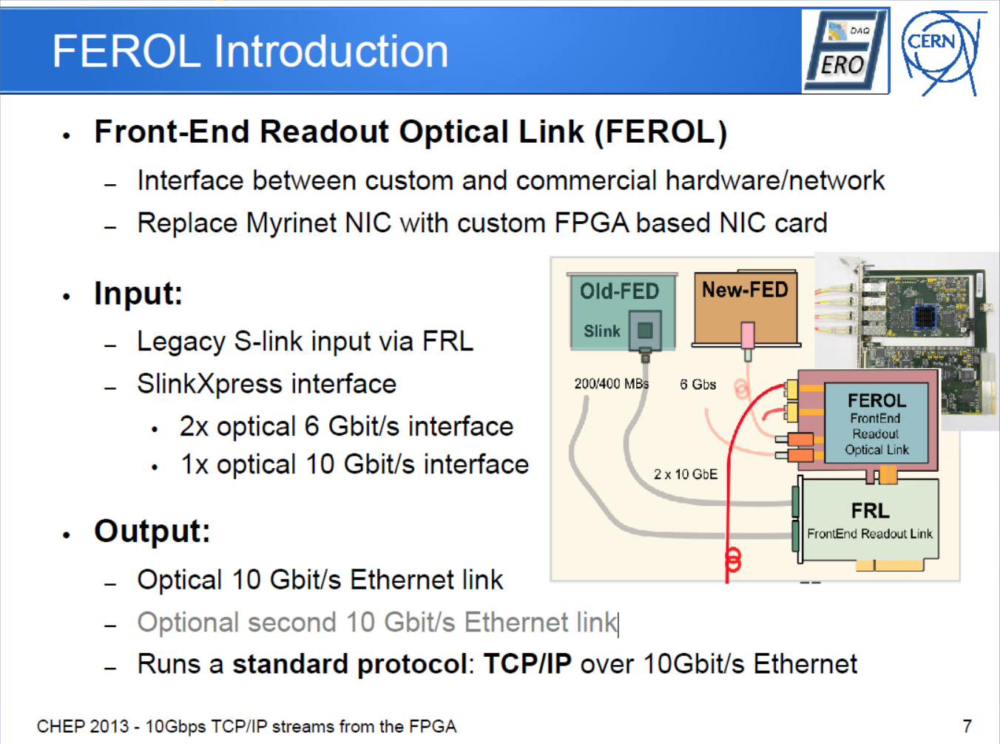 FEROL Introduction
DAQ
ERO
CERN
• Front-End Readout Optical Link (FEROL)
– Interface between custom and commercial hardware/network
– Replace Myrinet NIC with custom FPGA based NIC card
• Input:
– Legacy S-link input via FRL
– SlinkXpress interface
• 2x optical 6 Gbit/s interface
• 1x optical 10 Gbit/s interface
• Output:
– Optical 10 Gbit/s Ethernet link
– Optional second 10 Gbit/s Ethernet link
– Runs a standard protocol: TCP/IP over 10Gbit/s Ethernet
Old-FED
Slink
New-FED
200/400 MBs
6 Gbs
2 x 10 GbE
FEROL
FrontEnd
Readout
Optical Link
FRL
FrontEnd Readout Link
CHEP 2013 - 10Gbps TCP/IP streams from the FPGA
7